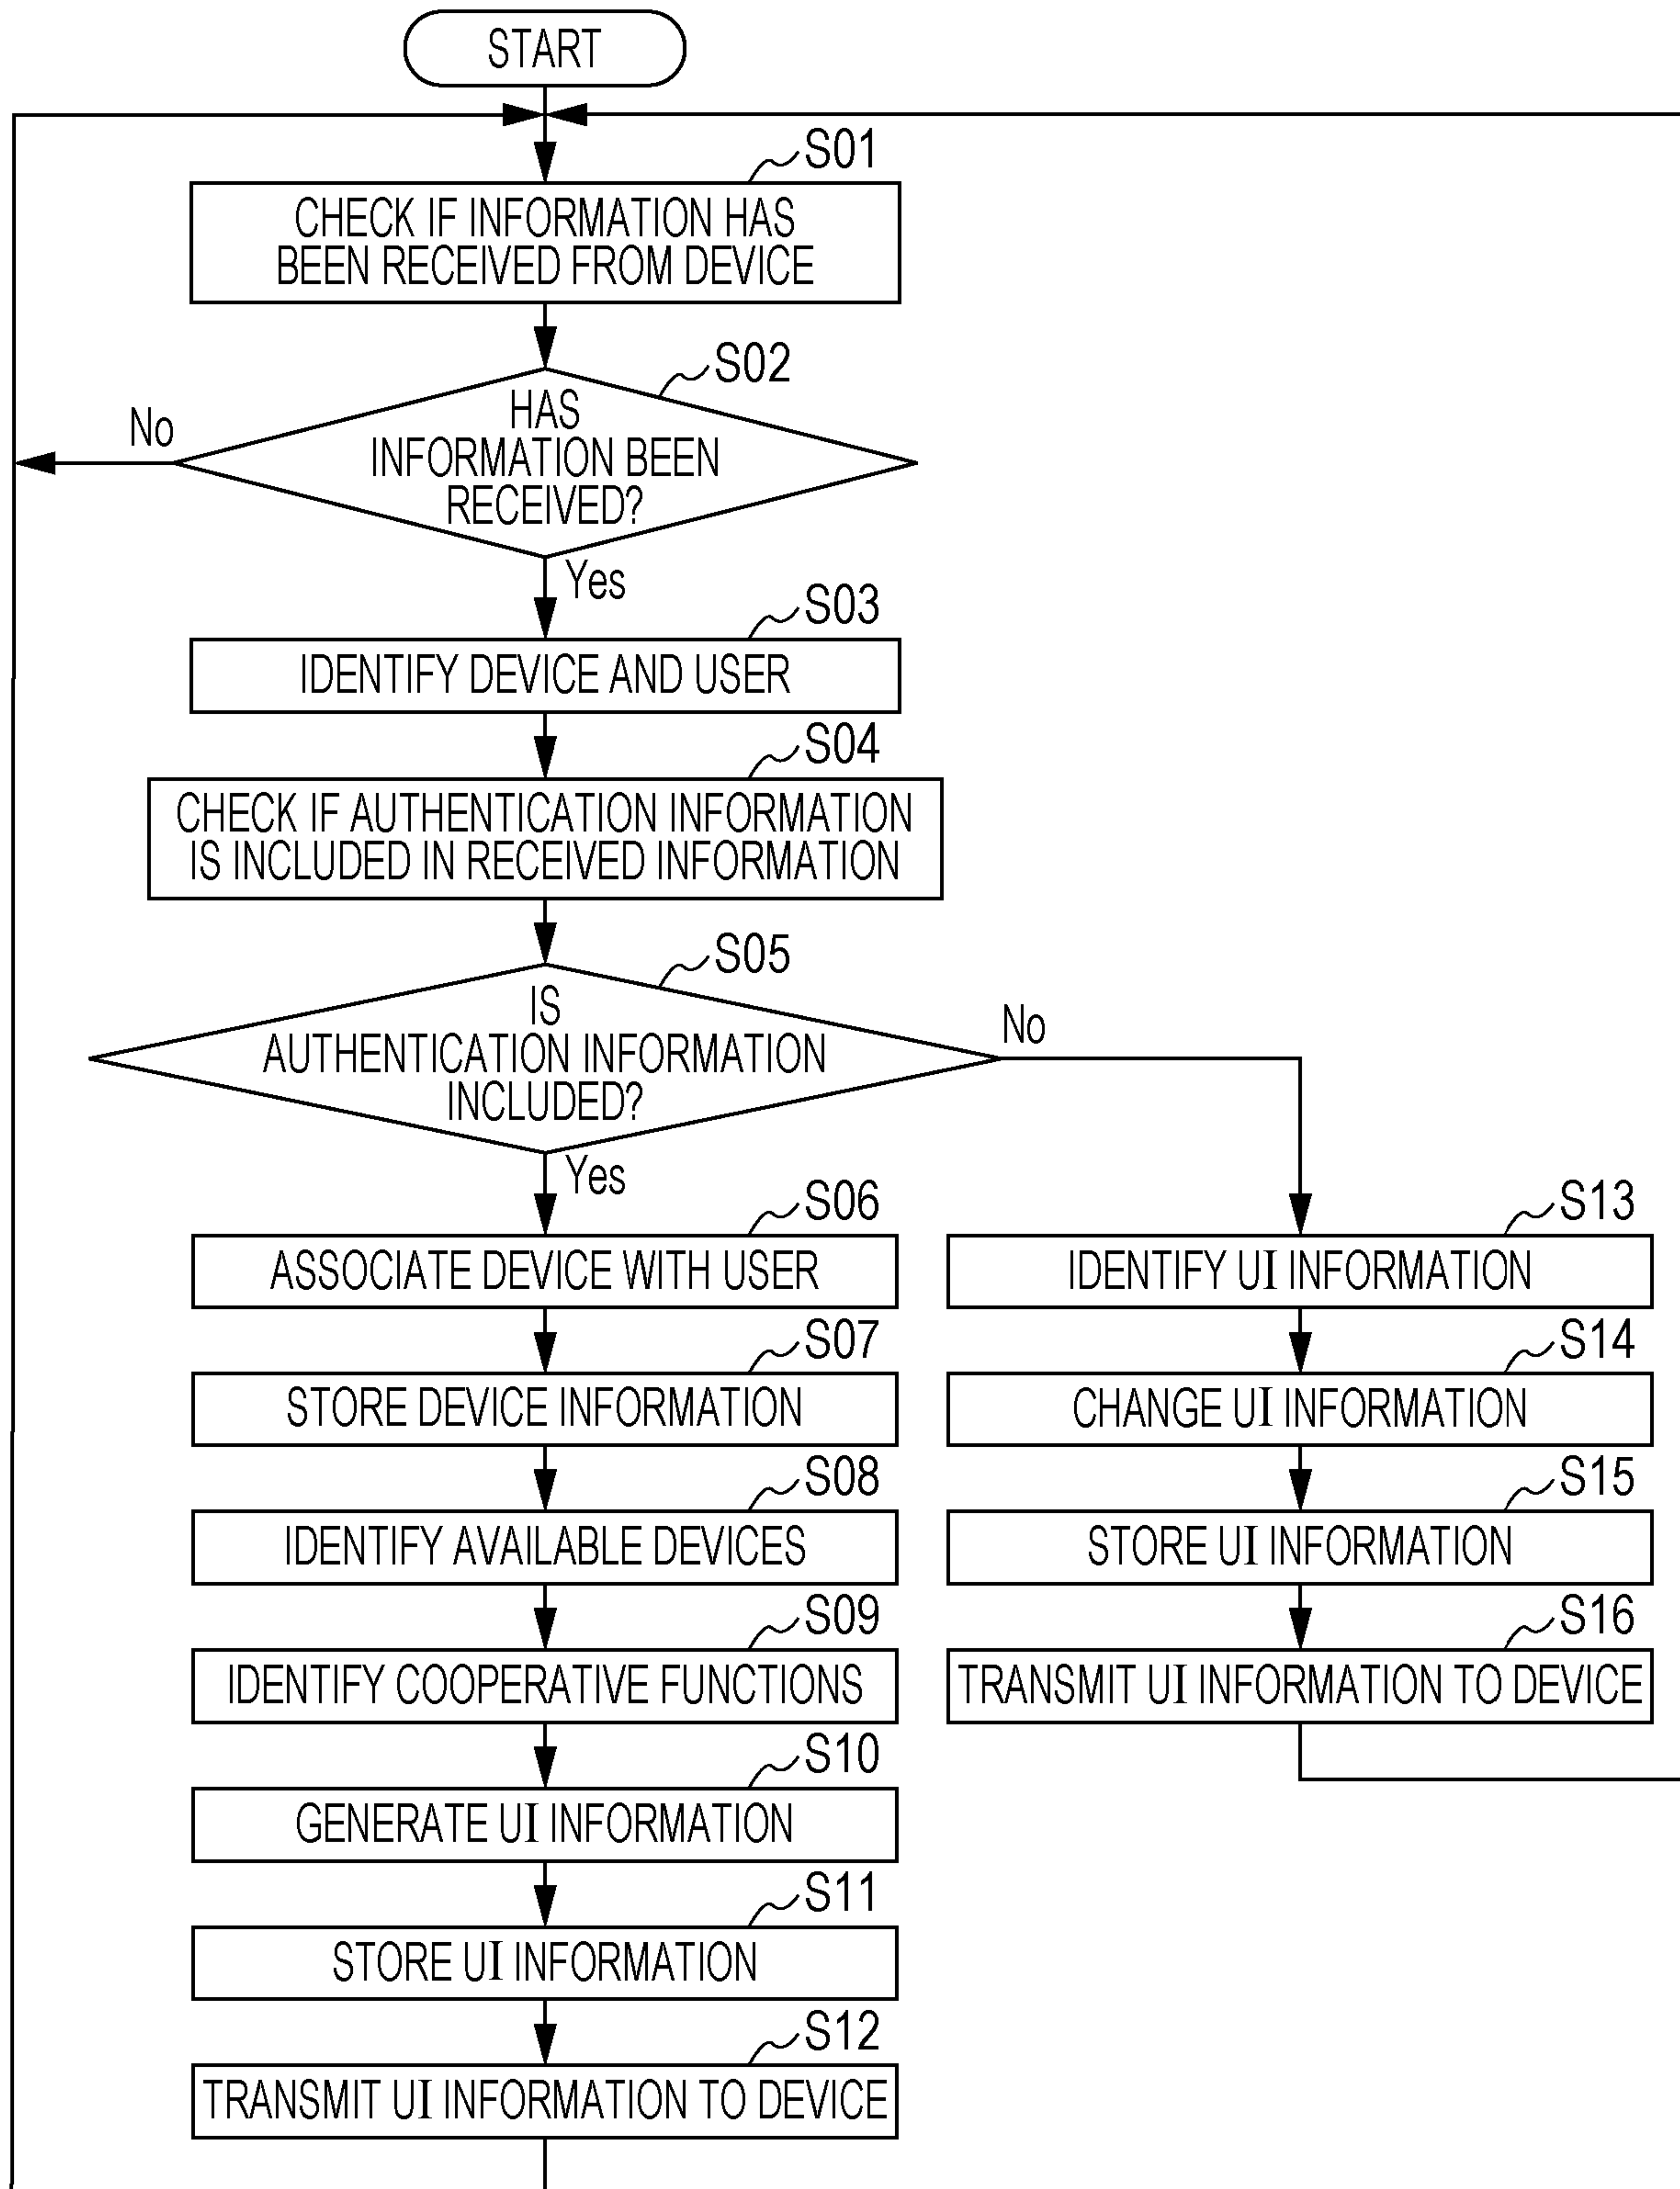 START
S01
CHECK IF INFORMATION HAS
BEEN RECEIVED FROM DEVICE
S02
HAS
INFORMATION BEEN
RECEIVED?
No
Yes
S03
IDENTIFY DEVICE AND USER
S04
CHECK IF AUTHENTICATION INFORMATION
IS INCLUDED IN RECEIVED INFORMATION
S05
IS
AUTHENTICATION INFORMATION
INCLUDED?
No
Yes
S06
ASSOCIATE DEVICE WITH USER
S07
STORE DEVICE INFORMATION
S08
IDENTIFY AVAILABLE DEVICES
S09
IDENTIFY COOPERATIVE FUNCTIONS
S10
GENERATE UI INFORMATION
S11
STORE UI INFORMATION
S12
TRANSMIT UI INFORMATION TO DEVICE
S13
IDENTIFY UI INFORMATION
S14
CHANGE UI INFORMATION
S15
STORE UI INFORMATION
S16
TRANSMIT UI INFORMATION TO DEVICE